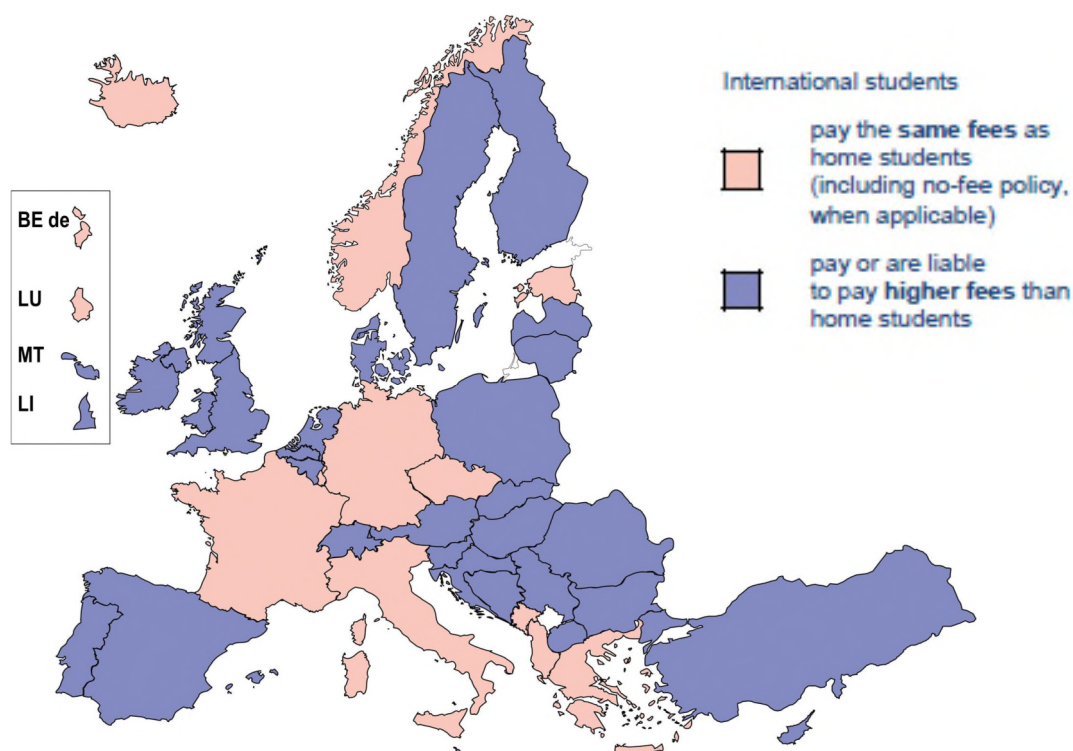 International students
pay the same fees as
home students
(including no-fee policy,
when applicable)
pay or are liable
to pay higher fees than
home students
BE de
LU
MT
LI